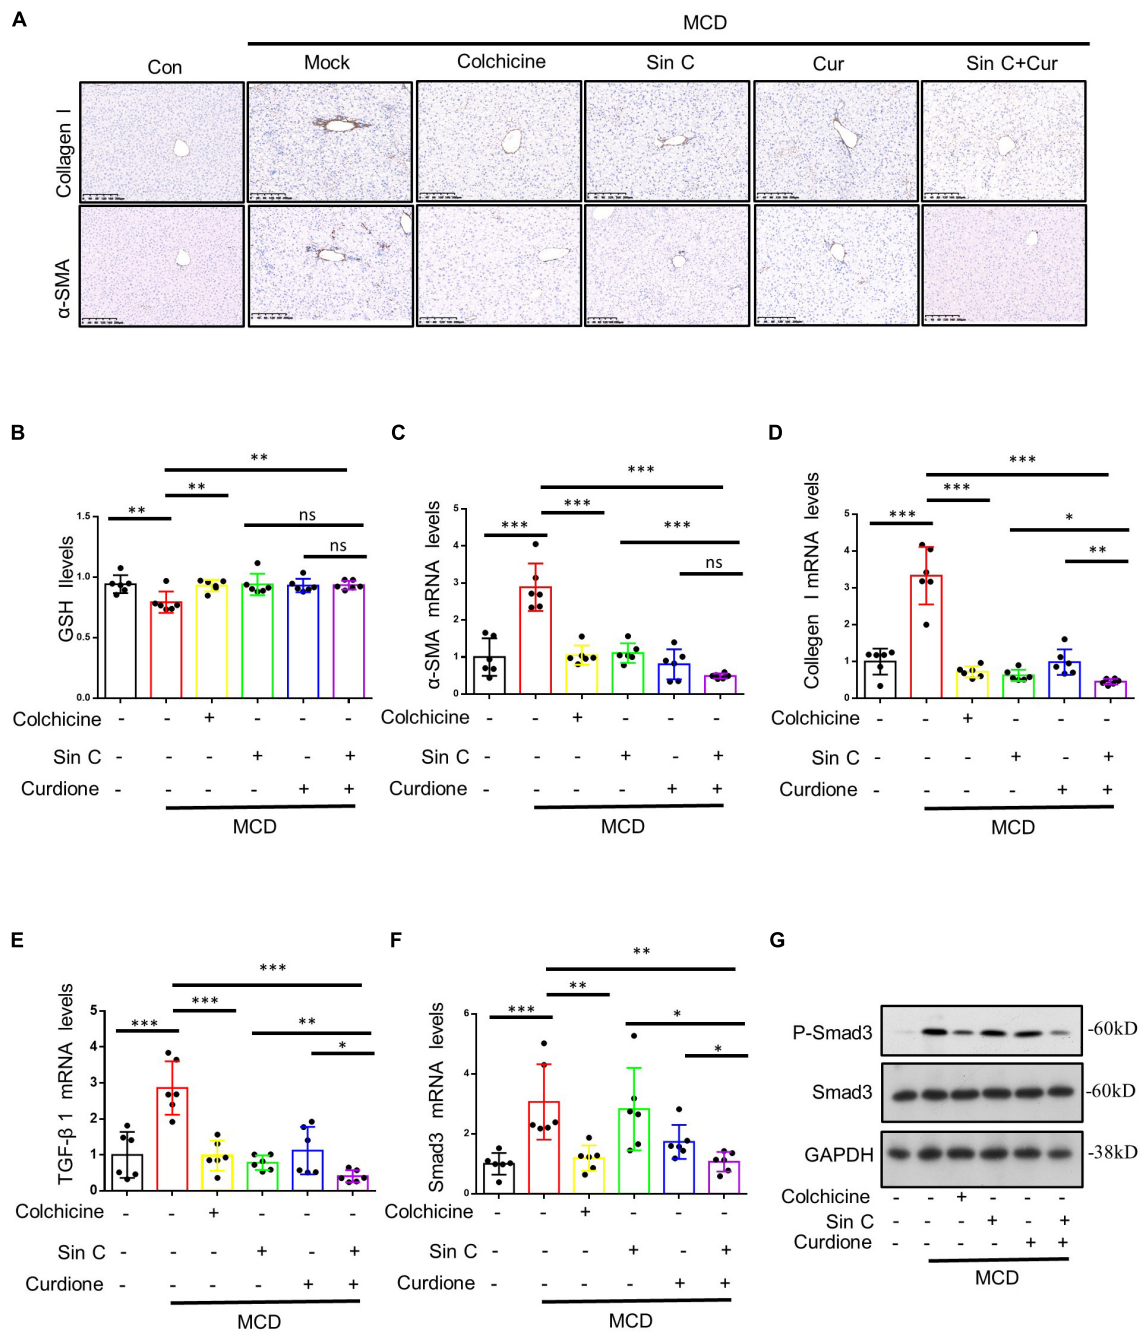 A
MCD
Con Mock Colchicine Sin C Cur Sin C+Cur
Collagen I
α-SMA
B
** 
**
**
ns
ns
GSH llevels
1.5
1.0
0.5
0.0
Colchicine - - + - - -
Sin C - - - + - +
Curdione - - - - + +
MCD
C
***
***
***
***
ns
α-SMA mRNA levels
5
4
3
2
1
0
Colchicine - - + - - -
Sin C - - - + - +
Curdione - - - - + +
MCD
D
***
***
***
*
**
Collegen I mRNA levels
5
4
3
2
1
0
Colchicine - - + - - -
Sin C - - - + - +
Curdione - - - - + +
MCD
E
***
***
***
**
*
TGF-β 1 mRNA levels
5
4
3
2
1
0
Colchicine - - + - - -
Sin C - - - + - +
Curdione - - - - + +
MCD
F
**
**
***
*
*
Smad3 mRNA levels
6
4
2
0
Colchicine - - + - - -
Sin C - - - + - +
Curdione - - - - + +
MCD
G
P-Smad3 -60kD
Smad3 -60kD
GAPDH -38kD
Colchicine - - + - - -
Sin C - - - + - +
Curdione - - - - + +
MCD